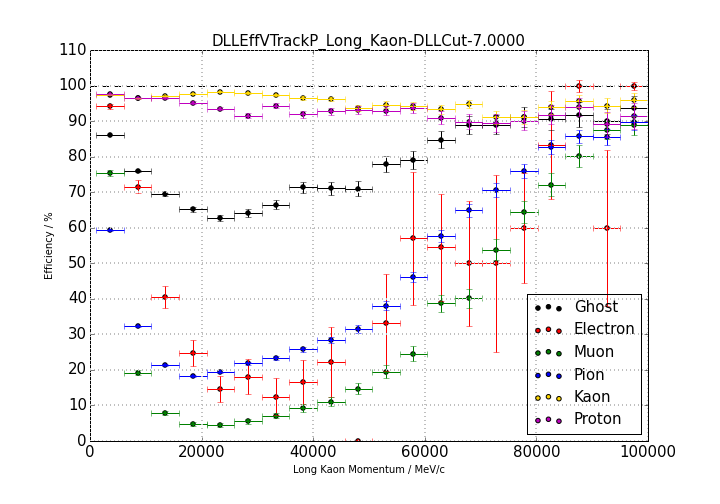 DLLEffVTrackP_Long_Kaon-DLLCut-7.0000
110
100
90
80
70
60
50
40
30
20
10
0
Efficiency / %
0 20000 40000 60000 80000 100000
Long Kaon Momentum / MeV/c
Ghost
Electron
Muon
Pion
Kaon
Proton